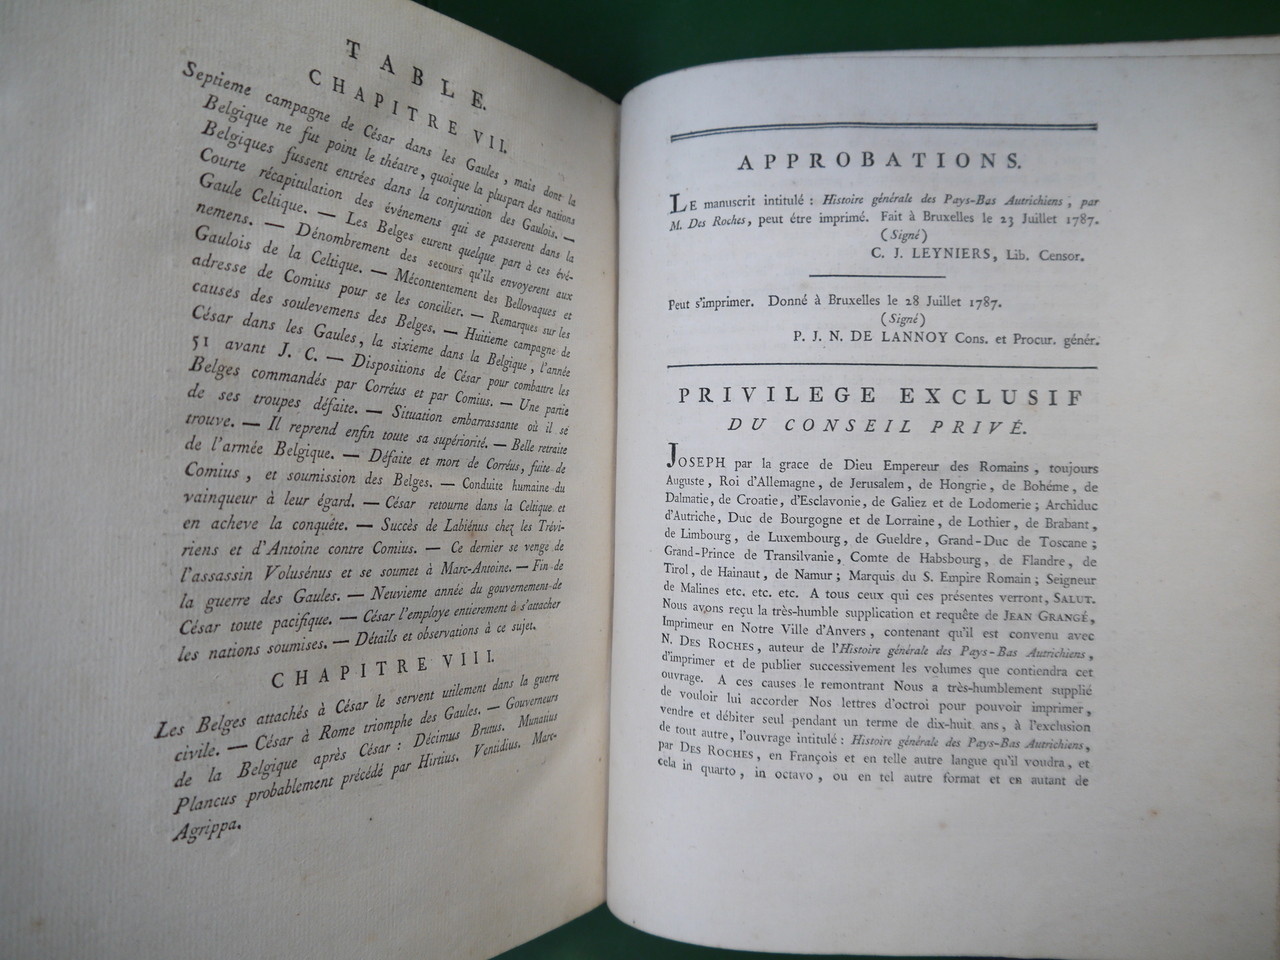 TABLE.
CHAPITRE VII.
Septieme campagne de César dans les Gaules, mais dont la
Belgique ne fut point le théatre, quoique la pluspart des nations
Belgiques fussent entrées dans la conjuration des Gaulois. —
Courte récapitulation des événemens qui se passerent dans la
Gaule Celtique. — Les Belges eurent quelque part à ces évé-
nemens. — Dénombrement des secours qu'ils envoyerent aux
Gaulois de la Celtique. — Mécontentement des Bellovaques et
adresse de Comius pour se les concilier. — Remarques sur les
causes des soulevemens des Belges. — Huitieme campagne de
César dans les Gaules, la sixieme dans la Belgique, l'année
51 avant J. C. — Dispositions de César pour combattre les
Belges commandés par Corréus et par Comius. — Une partie
de ses troupes défaite. — Situation embarrassante où il se
trouve. — Il reprend enfin toute sa supériorité. — Belle retraite
de l'armée Belgique. — Défaite et mort de Corréus, fuite de
Comius, et soumission des Belges. — Conduite humaine du
vainqueur à leur égard. — César retourne dans la Celtique et
en acheve la conquéte. — Succès de Labiénus chez les Trévi-
riens et d'Antoine contre Comius. — Ce dernier se venge de
l'assassin Volusénus et se soumet à Marc-Antoine. — Fin de
la guerre des Gaules. — Neuvieme année du gouvernement de
César toute pacifique. — César l'employe entierement à s'attacher
les nations soumises. — Détails et observations à ce sujet.
CHAPITRE VIII.
Les Belges attachés à César le servent utilement dans la guerre
civile. — César à Rome triomphe des Gaules. — Gouverneurs
de la Belgique après César : Décimus Brutus. Munatius
Plancus probablement précédé par Hirtius. Ventidius. Marc-
Agrippa.
APPROBATIONS.
LE manuscrit intitulé : Histoire générale des Pays-Bas Autrichiens, par
M. Des Roches, peut étre imprimé. Fait à Bruxelles le 23 Juillet 1787.
(Signé)
C. J. LEYNIERS, Lib. Censor.
Peut s'imprimer. Donné à Bruxelles le 28 Juillet 1787.
(Signé)
P. J. N. DE LANNOY Cons. et Procur. génér.
PRIVILEGE EXCLUSIF
DU CONSEIL PRIVÉ.
JOSEPH par la grace de Dieu Empereur des Romains, toujours
Auguste, Roi d'Allemagne, de Jerusalem, de Hongrie, de Bohéme, de
Dalmatie, de Croatie, d'Esclavonie, de Galiez et de Lodomerie; Archiduc
d'Autriche, Duc de Bourgogne et de Lorraine, de Lothier, de Brabant,
de Limbourg, de Luxembourg, de Gueldre, Grand-Duc de Toscane;
Grand-Prince de Transilvanie, Comte de Habsbourg, de Flandre, de
Tirol, de Hainaut, de Namur; Marquis du S. Empire Romain; Seigneur
de Malines etc. etc. etc. A tous ceux qui ces présentes verront, SALUT.
Nous avons reçu la très-humble supplication et requête de JEAN GRANGÉ,
Imprimeur en Notre Ville d'Anvers, contenant qu'il est convenu avec
N. DES ROCHES, auteur de l'Histoire générale des Pays-Bas Autrichiens,
d'imprimer et de publier successivement les volumes que contiendra cet
ouvrage. A ces causes le remontrant Nous a très-humblement supplié
de vouloir lui accorder Nos lettres d'octroi pour pouvoir imprimer,
vendre et débiter seul pendant un terme de dix-huit ans, à l'exclusion
de tout autre, l'ouvrage intitulé : Histoire générale des Pays-Bas Autrichiens,
par DES ROCHES, en François et en telle autre langue qu'il voudra, et
cela in quarto, in octavo, ou en tel autre format et en autant de